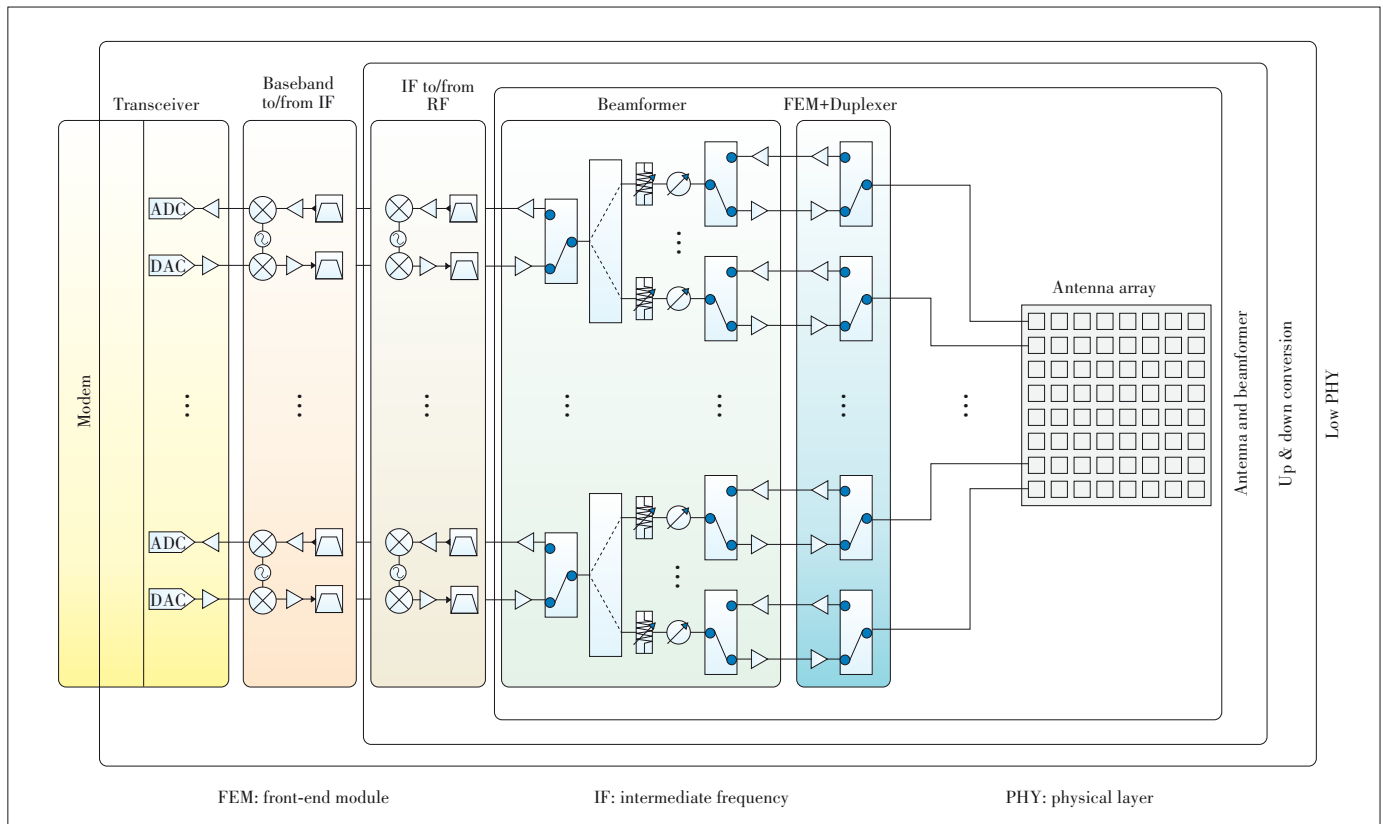 Transceiver
Baseband
to/from IF
IF to/from
RF
Beamformer
FEM+Duplexer
ADC
DAC
ADC
DAC
Modem
Antenna array
Antenna and beamformer
Up & down conversion
Low PHY
FEM: front-end module
IF: intermediate frequency
PHY: physical layer